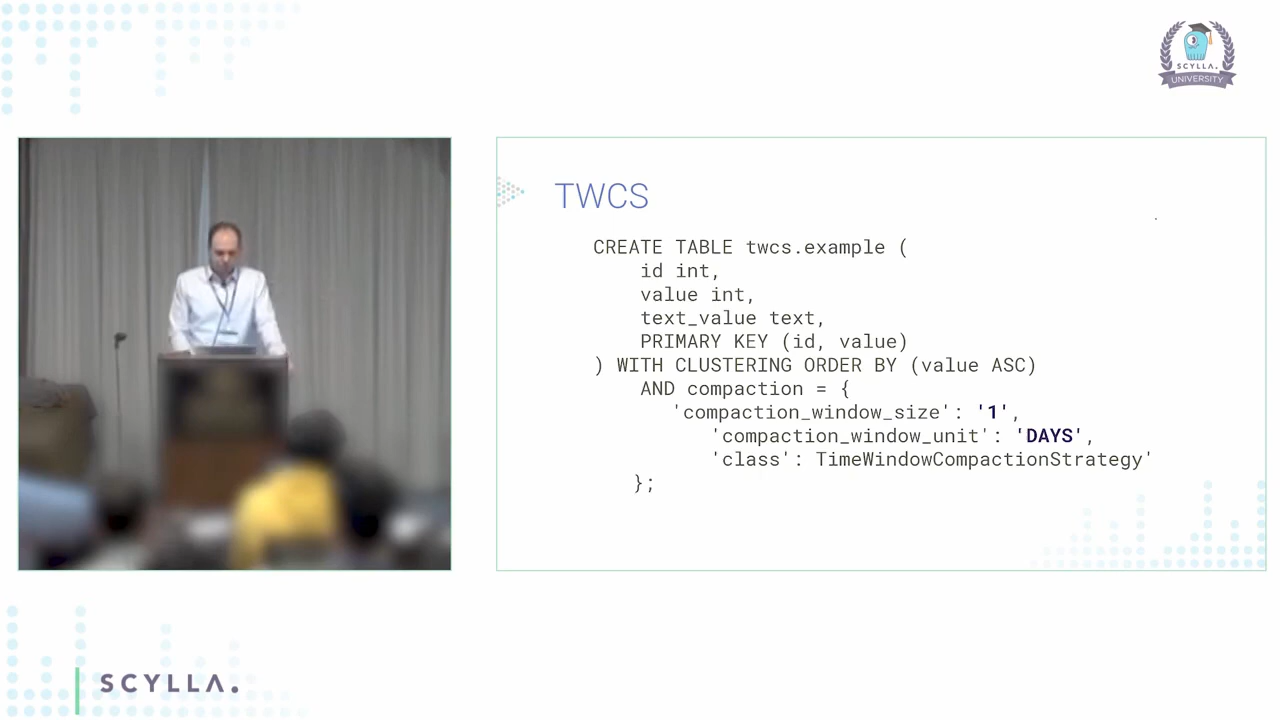 SCYLLA.
UNIVERSITY
TWCS
CREATE TABLE twcs.example (
id int,
value int,
text_value text,
PRIMARY KEY (id, value)
) WITH CLUSTERING ORDER BY (value ASC)
AND compaction = {
'compaction_window_size': '1',
'compaction_window_unit': 'DAYS',
'class': TimeWindowCompactionStrategy'
};
SCYLLA.